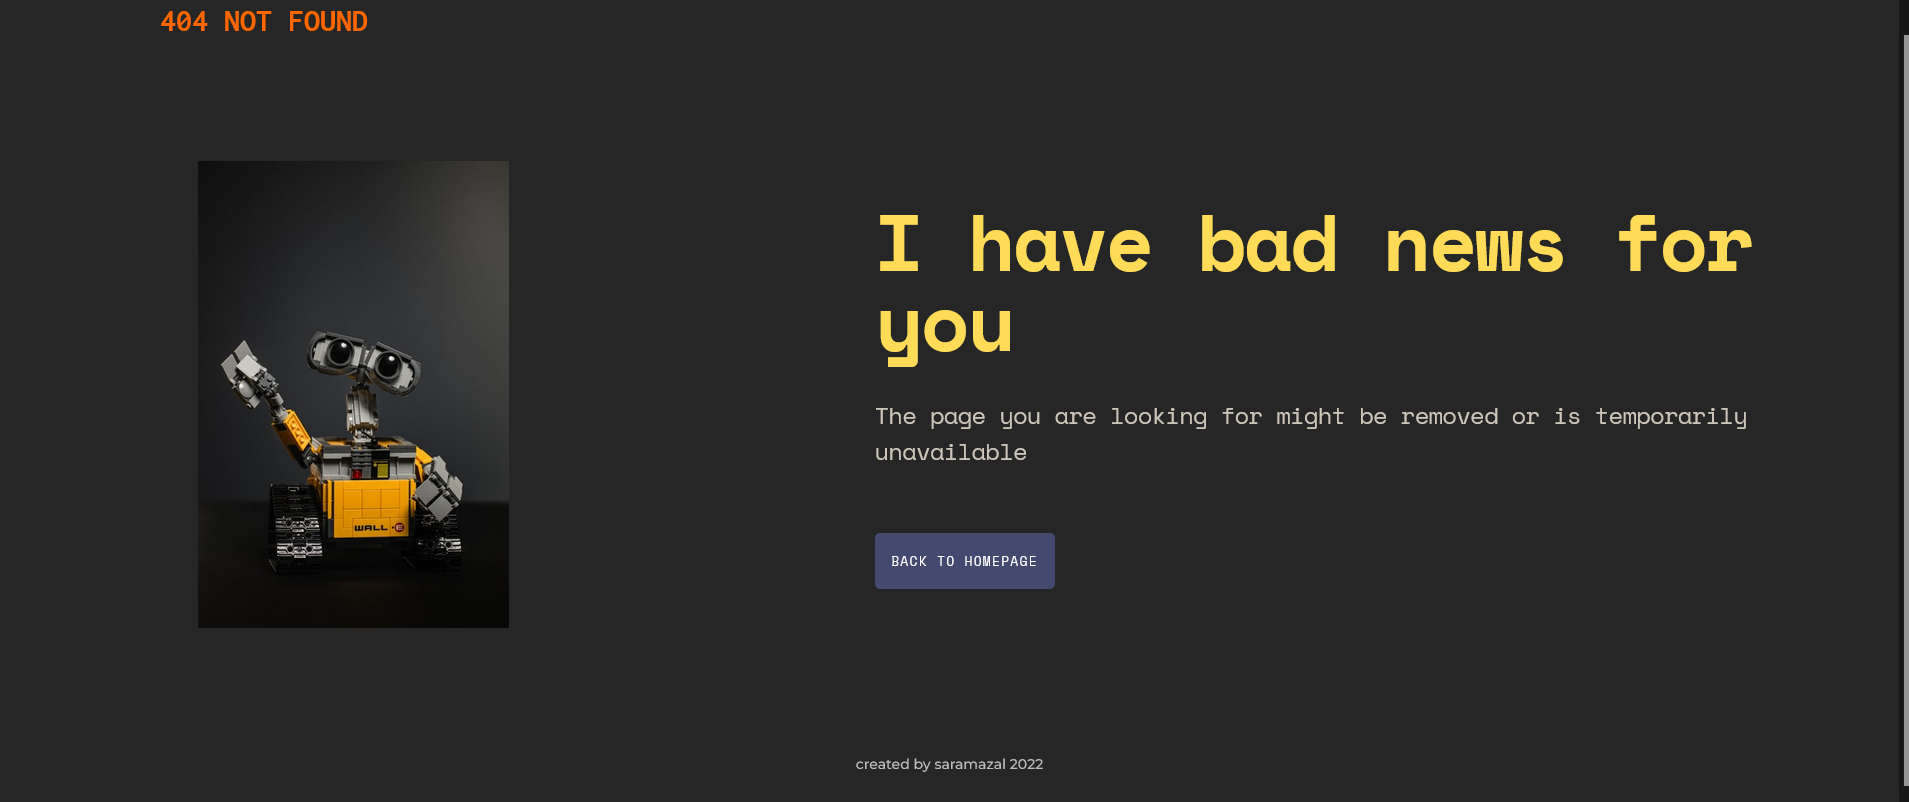 404 NOT FOUND
I have bad news for
you
The page you are looking for might be removed or is temporarily
unavailable
WALL·E
BACK TO HOMEPAGE
created by saramazal 2022